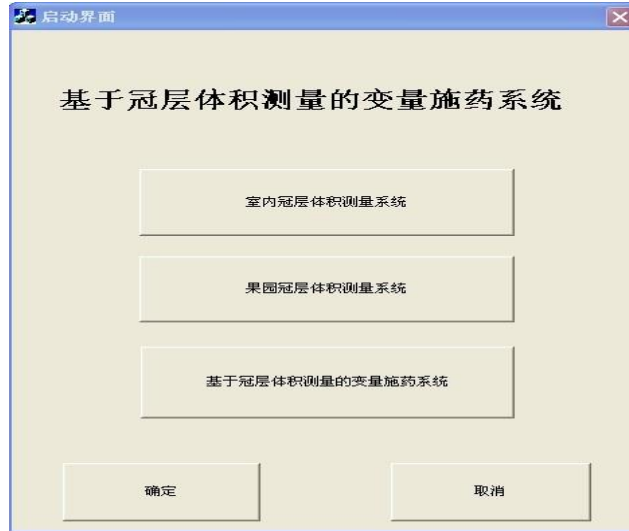 启动界面
基于冠层体积测量的变量施药系统
室内冠层体积测量系统
果园冠层体积测量系统
基于冠层体积测量的变量施药系统
确定
取消